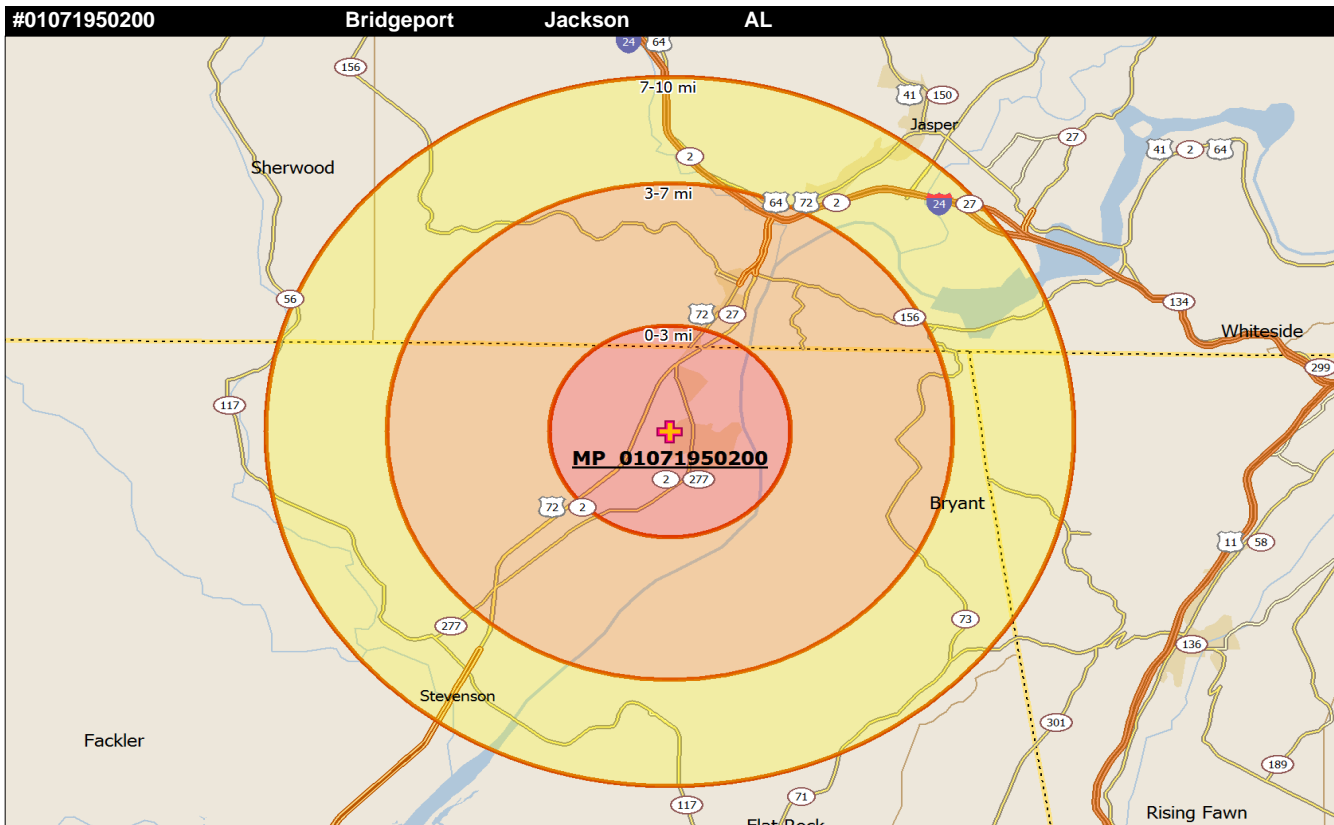 #01071950200 Bridgeport Jackson AL
24 64
156
7-10 mi
41 150
Jasper
27
2
41 2 64
Sherwood
3-7 mi
64 72 2
24 27
56
72 27
156
134
0-3 mi
Whiteside
299
117
MP 01071950200
2 277
72 2
Bryant
11 58
277
73
136
Stevenson
301
Fackler
189
117
71
Rising Fawn
Flat Rock